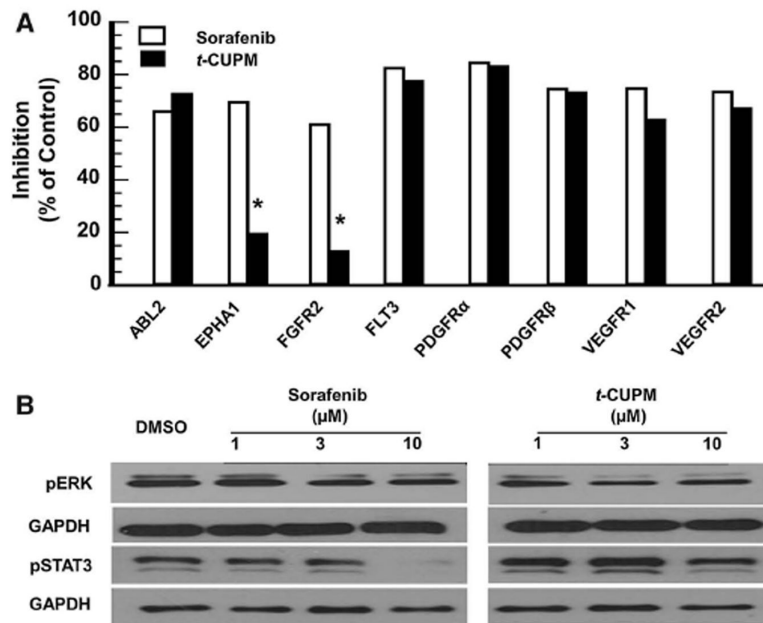 A
100
80
60
40
20
0
Inhibition
(% of Control)
Sorafenib
t-CUPM
*
*
ABL2
EPHA1
FGFR2
FLT3
PDGFRα
PDGFRβ
VEGFR1
VEGFR2
B
DMSO
Sorafenib
(µM)
1 3 10
t-CUPM
(µM)
1 3 10
pERK
GAPDH
pSTAT3
GAPDH